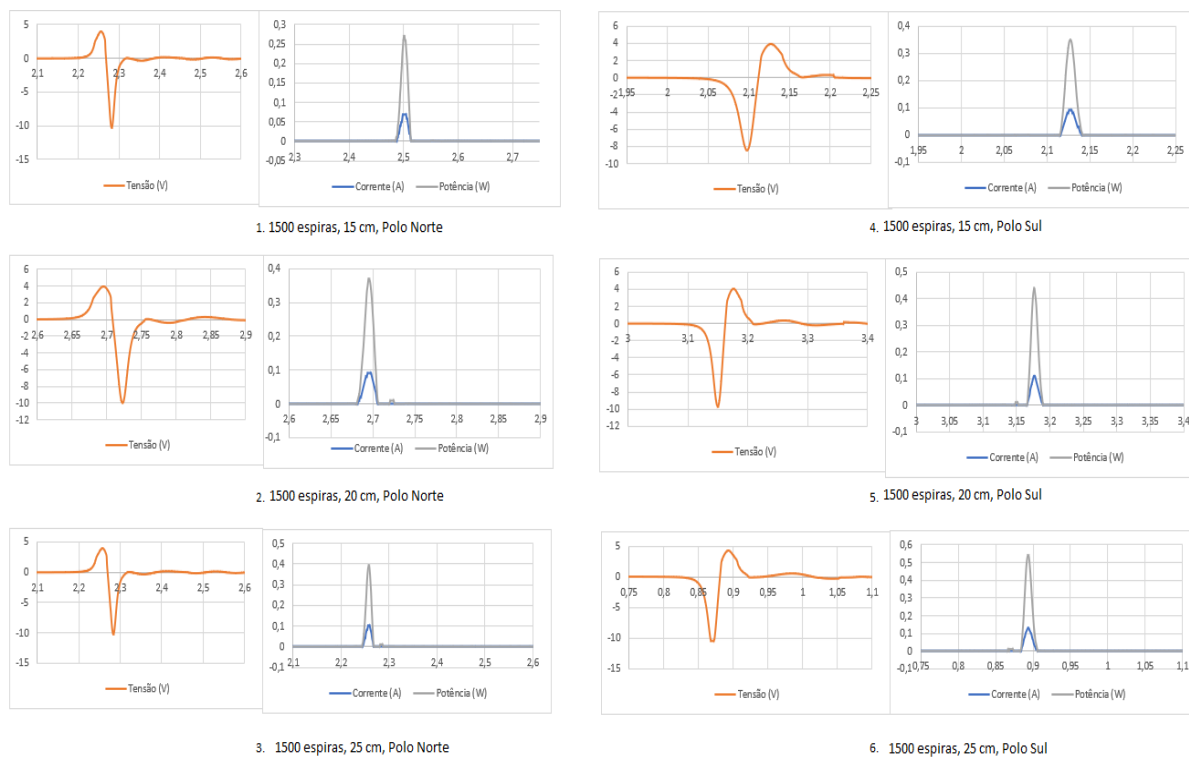 5
0
-5
-10
-15
2,1 2,2 2,3 2,4 2,5 2,6
Tensão (V)
0,3
0,25
0,2
0,15
0,1
0,05
0
-0,05
2,3 2,4 2,5 2,6 2,7
Corrente (A) Potência (W)
1. 1500 espiras, 15 cm, Polo Norte
6
4
2
0
-2
-4
-6
-8
-10
1,95 2 2,05 2,1 2,15 2,2 2,25
Tensão (V)
0,4
0,3
0,2
0,1
0
-0,1
1,95 2 2,05 2,1 2,15 2,2 2,25
Corrente (A) Potência (W)
4. 1500 espiras, 15 cm, Polo Sul
6
4
2
0
-2
-4
-6
-8
-10
-12
2,6 2,65 2,7 2,75 2,8 2,85 2,9
Tensão (V)
0,4
0,3
0,2
0,1
0
-0,1
2,6 2,65 2,7 2,75 2,8 2,85 2,9
Corrente (A) Potência (W)
2. 1500 espiras, 20 cm, Polo Norte
6
4
2
0
-2
-4
-6
-8
-10
-12
3 3,1 3,2 3,3 3,4
Tensão (V)
0,5
0,4
0,3
0,2
0,1
0
-0,1
3 3,05 3,1 3,15 3,2 3,25 3,3 3,35 3,4
Corrente (A) Potência (W)
5. 1500 espiras, 20 cm, Polo Sul
5
0
-5
-10
-15
2,1 2,2 2,3 2,4 2,5 2,6
Tensão (V)
0,5
0,4
0,3
0,2
0,1
0
-0,1
2,1 2,2 2,3 2,4 2,5 2,6
Corrente (A) Potência (W)
3. 1500 espiras, 25 cm, Polo Norte
5
0
-5
-10
-15
0,75 0,8 0,85 0,9 0,95 1 1,05 1,1
Tensão (V)
0,6
0,5
0,4
0,3
0,2
0,1
0
-0,1
0,75 0,8 0,85 0,9 0,95 1 1,05 1,1
Corrente (A) Potência (W)
6. 1500 espiras, 25 cm, Polo Sul